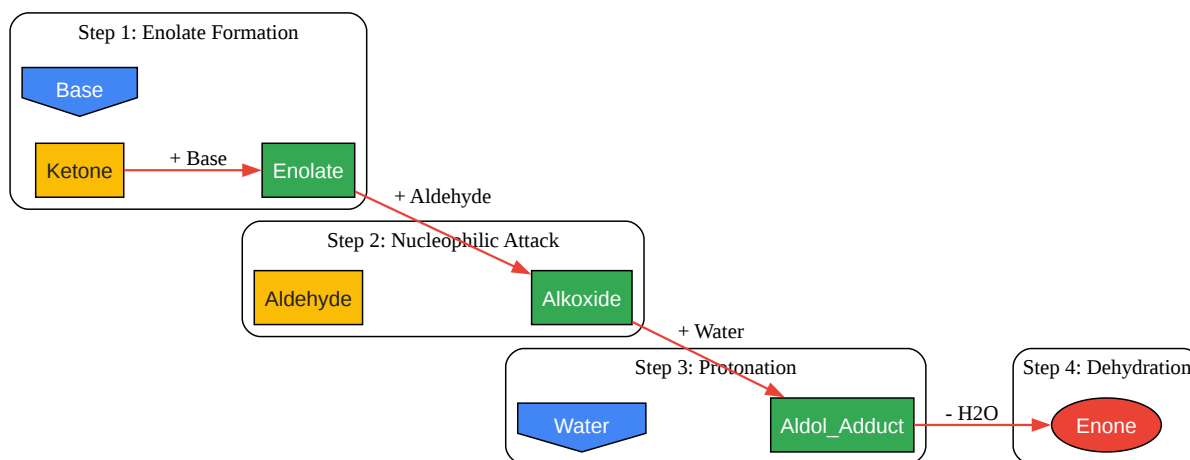 Step 1: Enolate Formation
Base
Ketone
+ Base
Enolate
+ Aldehyde
Step 2: Nucleophilic Attack
Aldehyde
Alkoxide
+ Water
Step 3: Protonation
Water
Aldol_Adduct
- H2O
Step 4: Dehydration
Enone